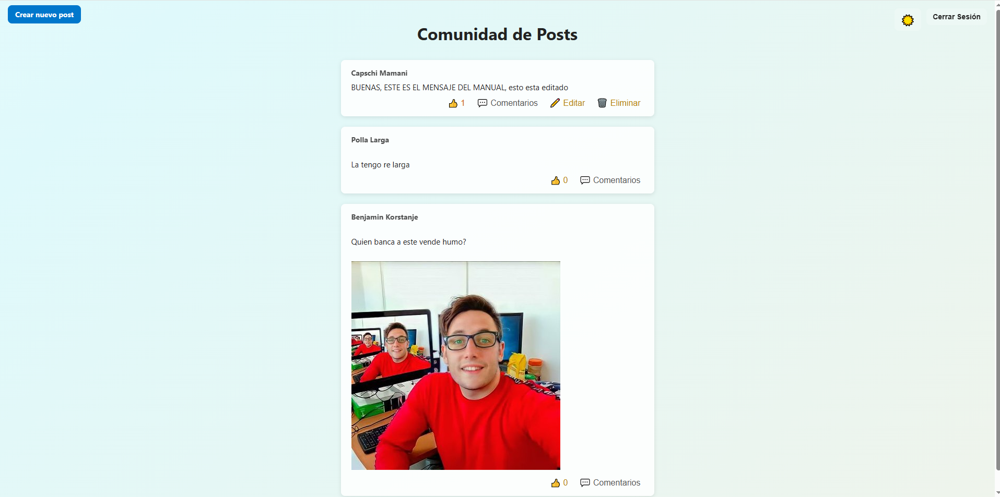 Crear nuevo post
Cerrar Sesión
Comunidad de Posts
Capschi Mamani
BUENAS, ESTE ES EL MENSAJE DEL MANUAL, esto esta editado
1 Comentarios Editar Eliminar
Polla Larga
La tengo re larga
0 Comentarios
Benjamin Korstanje
Quien banca a este vende humo?
0 Comentarios